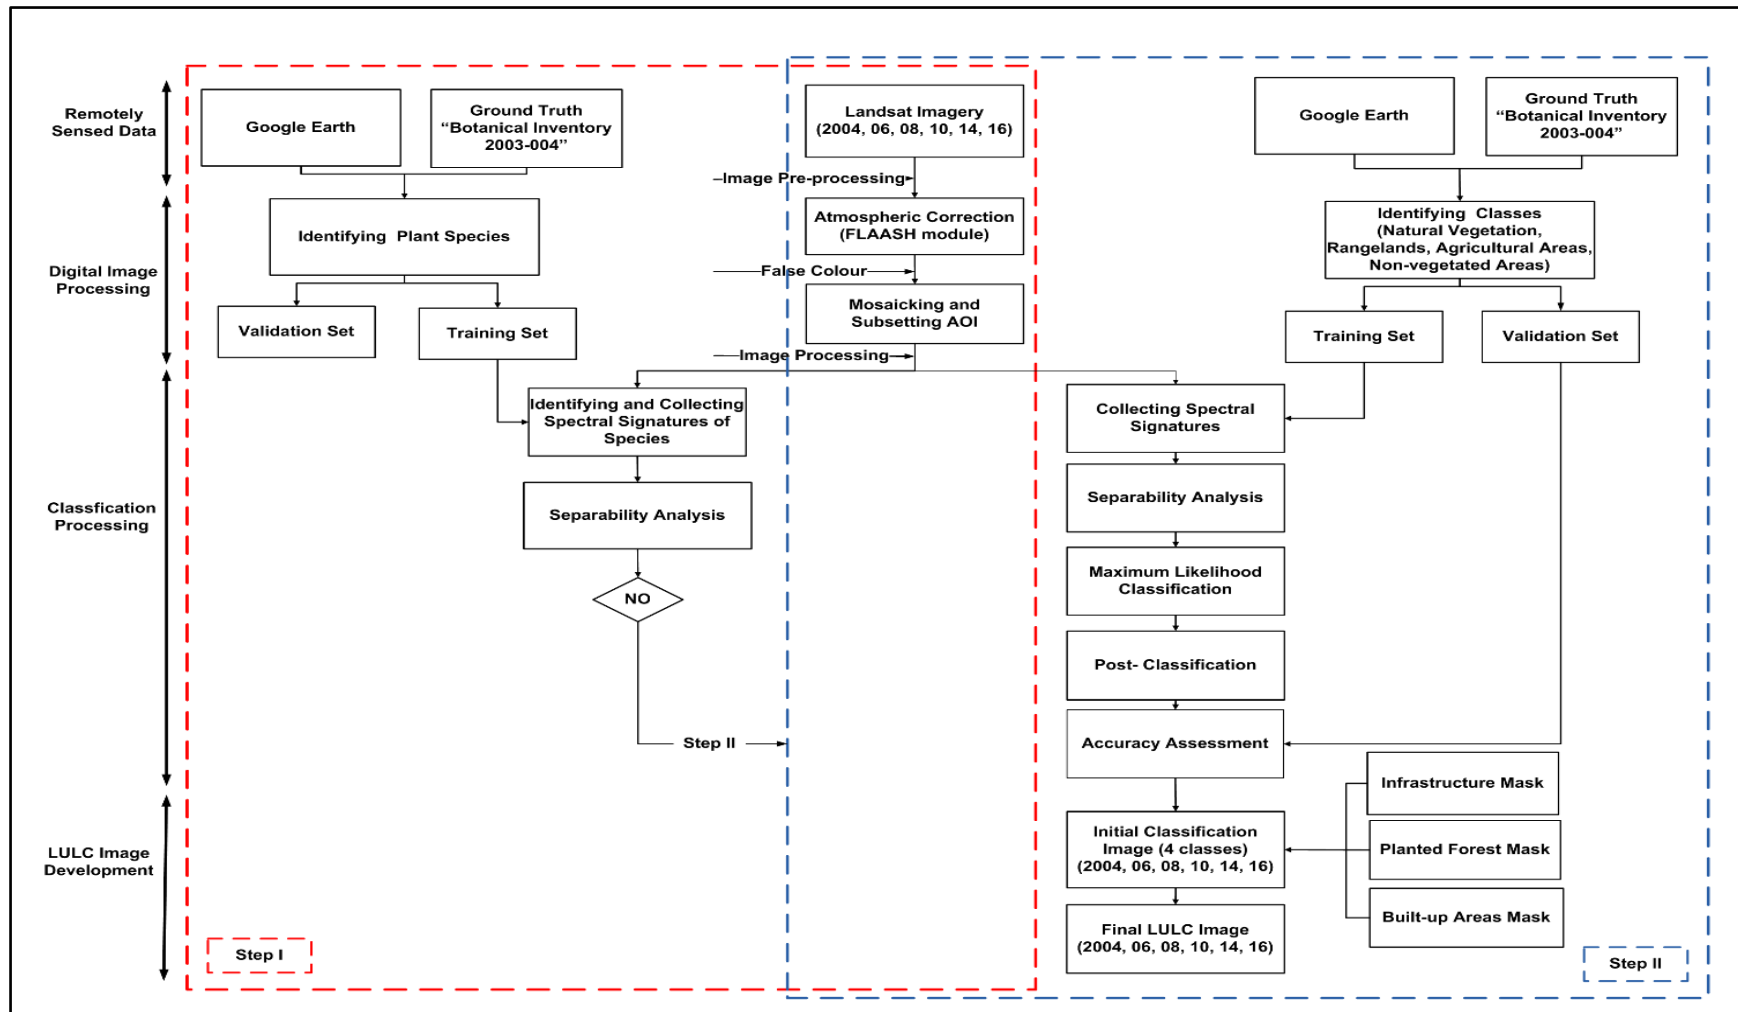 Remotely
Sensed Data
Digital Image
Processing
Classfication
Processing
LULC Image
Development
Google Earth
Ground Truth
“Botanical Inventory
2003-004”
Identifying Plant Species
Validation Set
Training Set
Identifying and Collecting
Spectral Signatures of
Species
Separability Analysis
NO
Step II
Step I
Landsat Imagery
(2004, 06, 08, 10, 14, 16)
Image Pre-processing
Atmospheric Correction
(FLAASH module)
False Colour
Mosaicking and
Subsetting AOI
Image Processing
Google Earth
Ground Truth
“Botanical Inventory
2003-004”
Identifying Classes
(Natural Vegetation,
Rangelands, Agricultural Areas,
Non-vegetated Areas)
Training Set
Validation Set
Collecting Spectral
Signatures
Separability Analysis
Maximum Likelihood
Classification
Post- Classification
Accuracy Assessment
Initial Classification
Image (4 classes)
(2004, 06, 08, 10, 14, 16)
Final LULC Image
(2004, 06, 08, 10, 14, 16)
Infrastructure Mask
Planted Forest Mask
Built-up Areas Mask
Step II